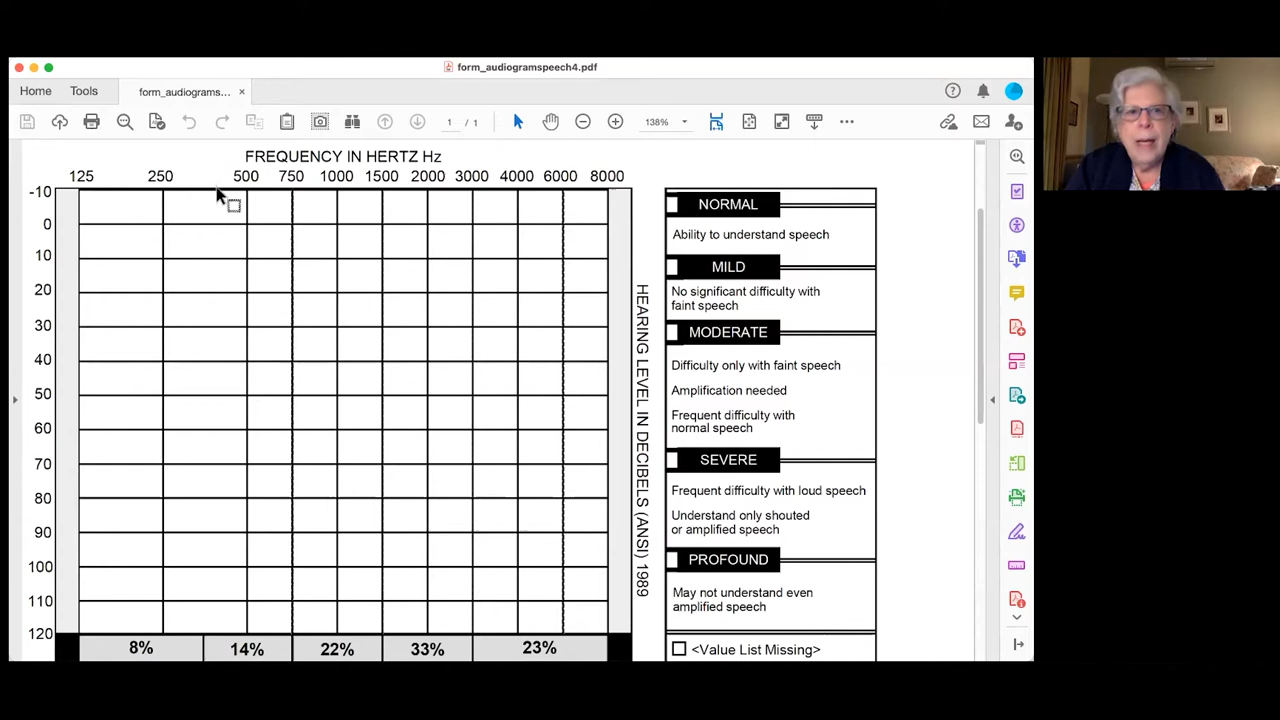 form_audiogramspeech4.pdf
Home
Tools
form_audiograms...
1 / 1
138%
FREQUENCY IN HERTZ Hz
125 250 500 750 1000 1500 2000 3000 4000 6000 8000
-10
0
10
20
30
40
50
60
70
80
90
100
110
120
8% 14% 22% 33% 23%
HEARING LEVEL IN DECIBELS (ANSI) 1989
NORMAL
Ability to understand speech
MILD
No significant difficulty with
faint speech
MODERATE
Difficulty only with faint speech
Amplification needed
Frequent difficulty with
normal speech
SEVERE
Frequent difficulty with loud speech
Understand only shouted
or amplified speech
PROFOUND
May not understand even
amplified speech
<Value List Missing>